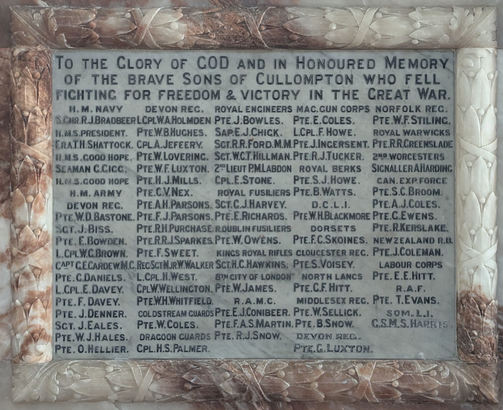 TO THE GLORY OF GOD AND IN HONOURED MEMORY
OF THE BRAVE SONS OF CULLOMPTON WHO FELL
FIGHTING FOR FREEDOM & VICTORY IN THE GREAT WAR.
H.M. NAVY
S.CHR.R.J.BRADBEER
H.M.S. PRESIDENT.
E.R.A.T.H SHATTOCK.
H.M.S. GOOD HOPE.
SEAMAN C.CICC.
H.M.S. GOOD HOPE
H.M. ARMY
DEVON REG.
PTE.W.D.BASTONE.
SGT.J.BISS.
PTE.E.BOWDEN.
L.CPL.W.G.BROWN.
CAPT GE.CARDEW M.C.
PTE.C.DANIELS.
L.CPL.E.DAVEY.
PTE.F.DAVEY.
PTE.J.DENNER.
SGT.J.EALES.
PTE.W.J.HALES.
PTE.O.HELLIER.
DEVON REG.
L.CPL.W.A.HOLMDEN
PTE.W.B.HUGHES.
CPL.A.JEFFERY.
PTE.W.LOVERING.
PTE.W.F.LUXTON.
PTE.H.J.MILLS.
PTE.C.V.NEX.
PTE.A.H.PARSONS.
PTE.F.J.PARSONS.
PTE.R.H.PURCHASE.
PTE.R.R.J.SPARKES
PTE.F.SWEET.
REG.SGT.M.R.W.WALKER
L.CPL.H.WEST.
CPL.W.WELLINGTON.
PTE.W.H.WHITFIELD.
COLDSTREAM GUARDS
PTE.W.COLES.
DRAGOON GUARDS
CPL.H.S.PALMER.
ROYAL ENGINEERS
PTE.J.BOWLES.
SAP.E.J.CHICK.
SGT.R.R.FORD.M.M.
SGT.W.G.T.HILLMAN.
2ND LIEUT.P.M.LABDON
CPL.E.STONE.
ROYAL FUSILIERS
SGT.C.J.HARVEY.
PTE.E.RICHARDS.
R.DUBLIN FUSILIERS
PTE.W.OWENS.
KINGS ROYAL RIFLES
SGT.R.C.HAWKINS.
8TH CITY OF LONDON
PTE.W.JAMES.
R.A.M.C.
PTE.E.J.CONIBEER.
PTE.F.A.S.MARTIN.
PTE.R.J.SNOW.
MAC.GUN CORPS
PTE.E.COLES.
L.CPL.F.HOWE.
PTE.J.INGERSENT.
PTE.R.J.TUCKER.
ROYAL BERKS
PTE.S.J.HOWE.
PTE.B.WATTS.
D.C.L.I.
PTE.W.H.BLACKMORE
DORSETS
PTE.F.C.SKOINES.
GLOUCESTER REG.
PTE.S.VOISEY.
NORTH LANCS
PTE.C.F.HITT.
MIDDLESEX REG.
PTE.W.SELLICK.
PTE.B.SNOW.
DEVON REG.
PTE.G.LUXTON.
NORFOLK REG.
PTE.W.F.STILING.
ROYAL WARWICKS
PTE.R.R.GREENSLADE
2ND WORCESTERS
SIGNALLER A.HARDING
CAN. EXP. FORCE
PTE.S.C.BROOM.
PTE.A.J.COLES.
PTE.C.EWENS.
PTE.R.KERSLAKE.
NEW ZEALAND R.B.
PTE.J.COLEMAN.
LABOUR CORPS
PTE.E.E.HITT.
R.A.F.
PTE. T.EVANS.
SOM.L.I.
C.S.M.S.HARRIS.